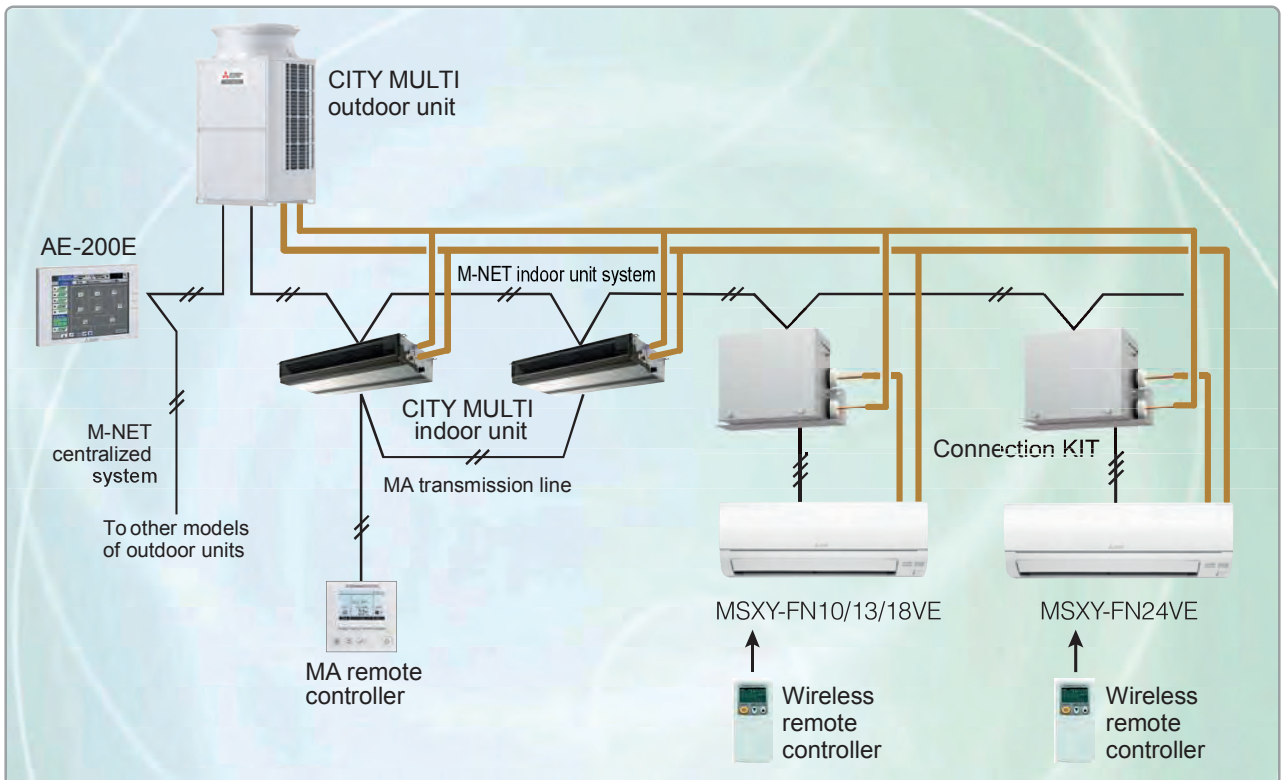 CITY MULTI
outdoor unit
AE-200E
M-NET indoor unit system
CITY MULTI
indoor unit
M-NET
centralized
system
MA transmission line
Connection KIT
To other models
of outdoor units
MSXY-FN10/13/18VE
MSXY-FN24VE
MA remote
controller
Wireless
remote
controller
Wireless
remote
controller